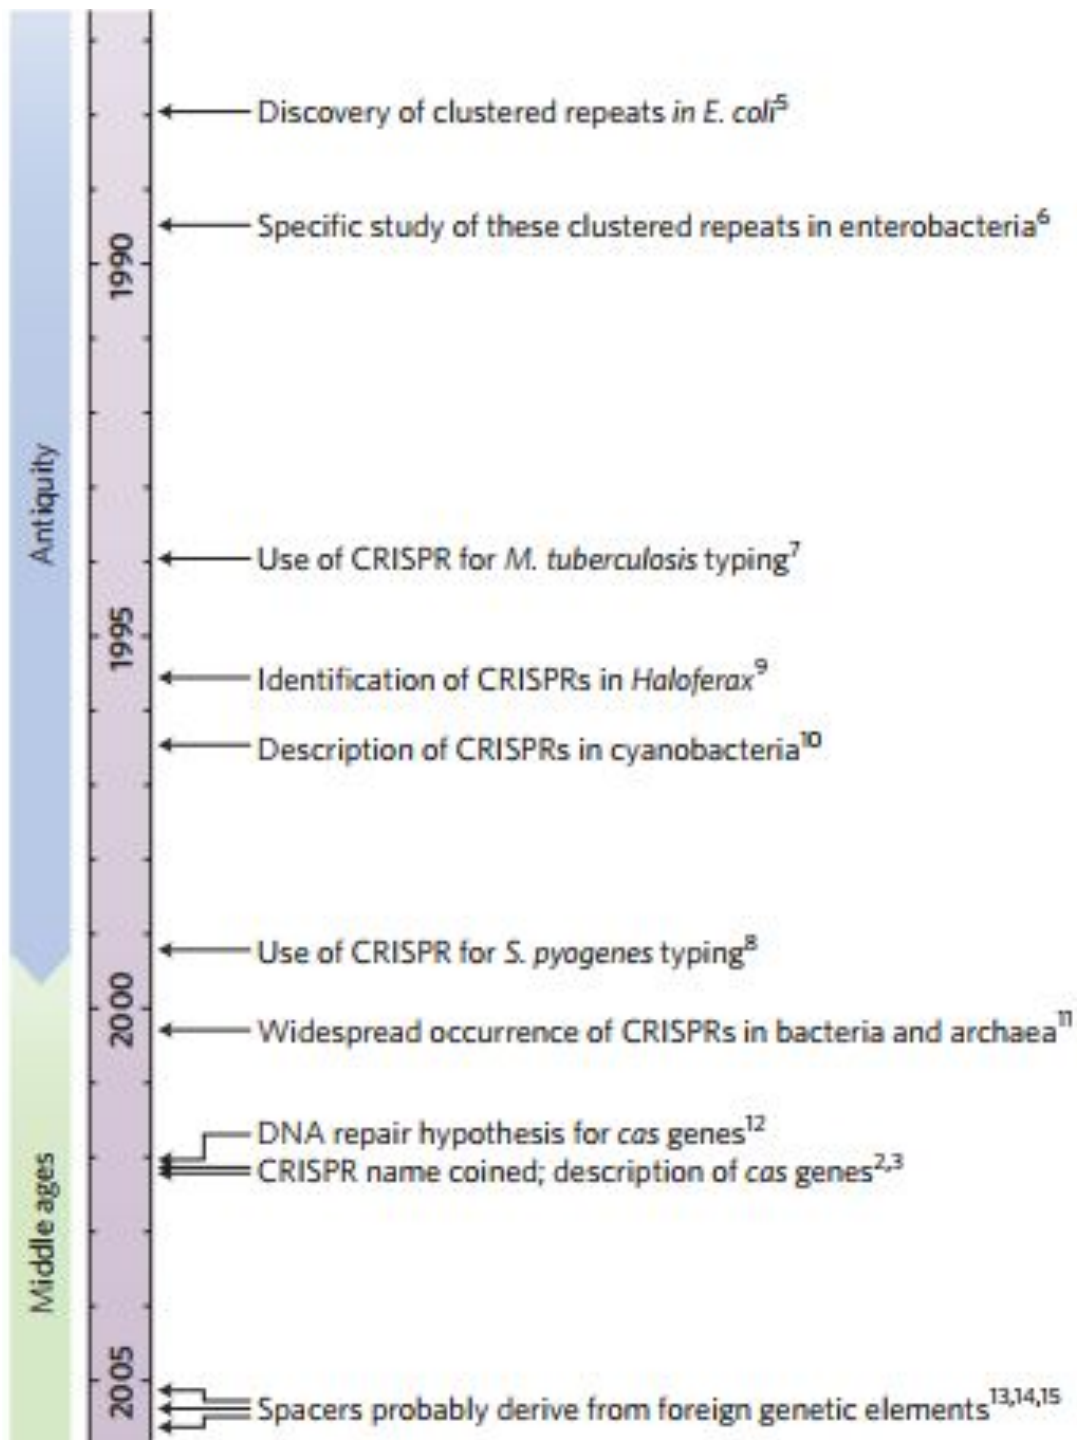 Discovery of clustered repeats in E. coli5
Specific study of these clustered repeats in enterobacteria6
1990
Antiquity
Use of CRISPR for M. tuberculosis typing7
1995
Identification of CRISPRs in Haloferax9
Description of CRISPRs in cyanobacteria10
Use of CRISPR for S. pyogenes typing8
2000
Widespread occurrence of CRISPRs in bacteria and archaea11
DNA repair hypothesis for cas genes12
CRISPR name coined; description of cas genes2,3
Middle ages
2005
Spacers probably derive from foreign genetic elements13,14,15